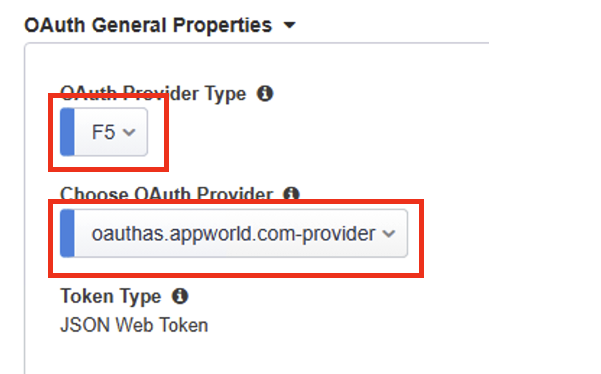 OAuth General Properties
OAuth Provider Type
F5
Choose OAuth Provider
oauthas.appworld.com-provider
Token Type
JSON Web Token